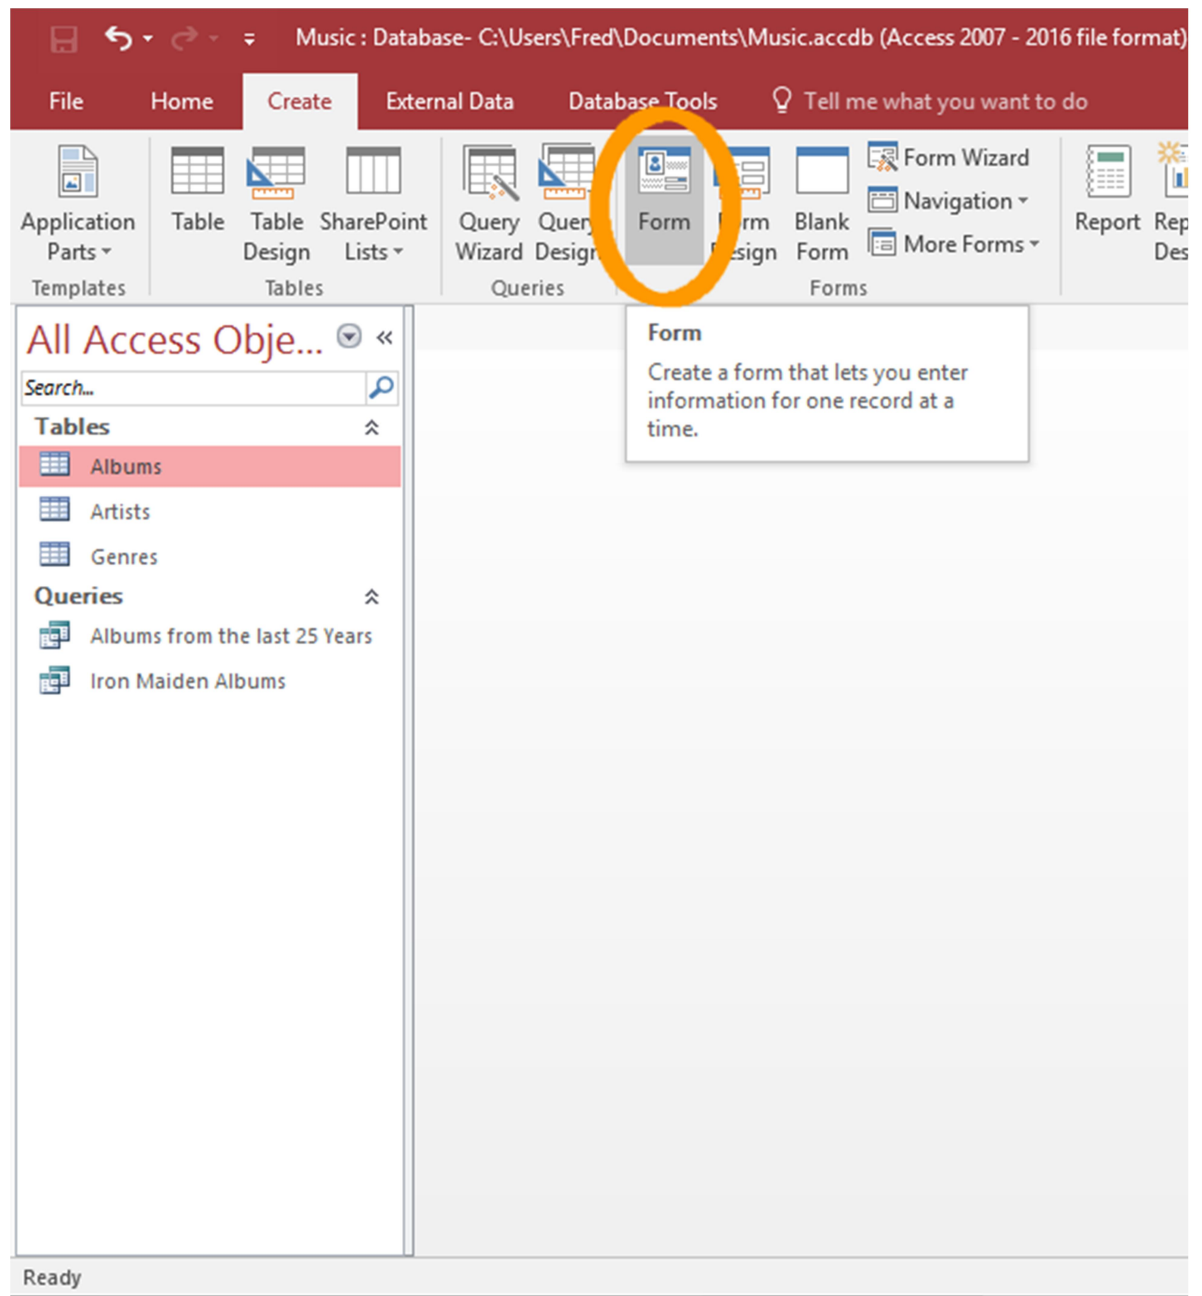 Music : Database- C:\Users\Fred\Documents\Music.accdb (Access 2007 - 2016 file format)
File Home Create External Data Database Tools Tell me what you want to do
Application Parts
Table
Table Design
SharePoint Lists
Query Wizard
Query Design
Form
Form Design
Blank Form
Form Wizard
Navigation
More Forms
Report
Templates Tables Queries Forms
All Access Obje...
Search...
Tables
Albums
Artists
Genres
Queries
Albums from the last 25 Years
Iron Maiden Albums
Form
Create a form that lets you enter
information for one record at a
time.
Ready